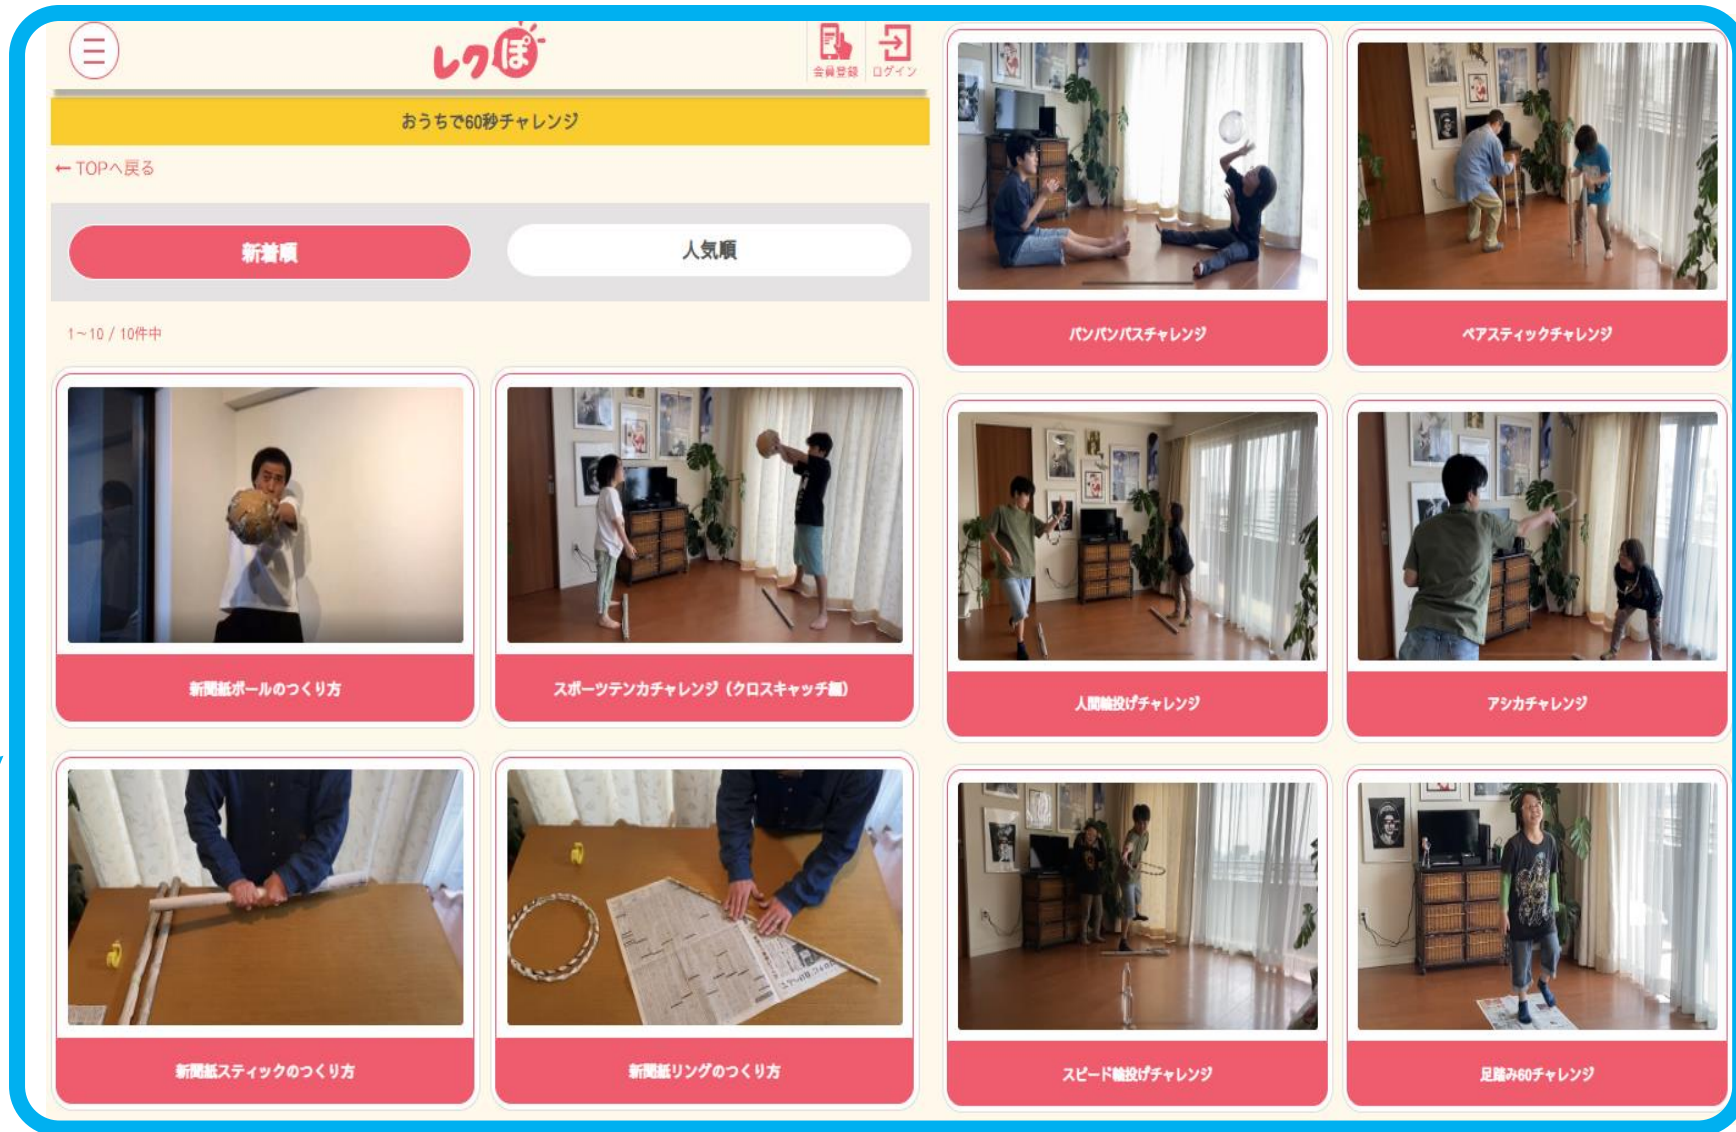 レクぽ
会員登録
ログイン
おうちで60秒チャレンジ
← TOPへ戻る
新着順
人気順
1～10 / 10件中
新聞紙ボールのつくり方
スポーツテンカチャレンジ（クロスキャッチ編）
新聞紙スティックのつくり方
新聞紙リングのつくり方
パンパンパスチャレンジ
ペアスティックチャレンジ
人間輪投げチャレンジ
アシカチャレンジ
スピード輪投げチャレンジ
足踏み60チャレンジ